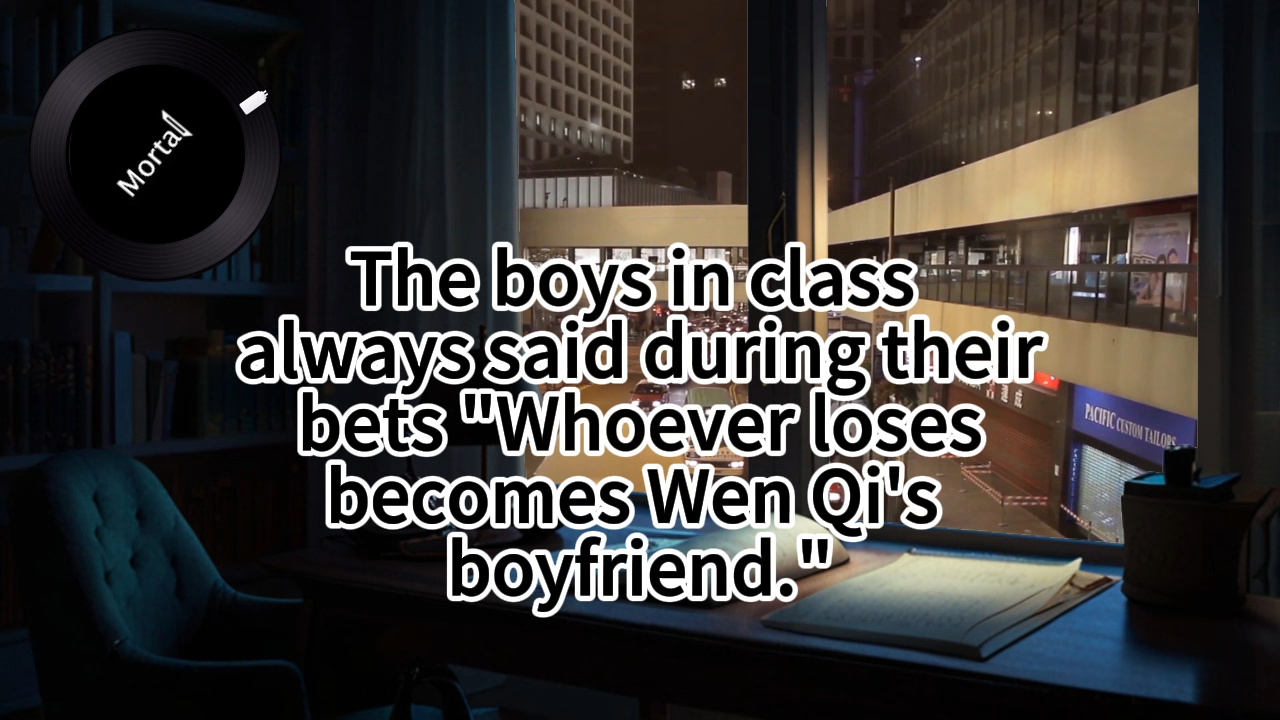 Mortal
The boys in class
always said during their
bets "Whoever loses
becomes Wen Qi's
boyfriend."
PACIFIC CUSTOM TAILORS